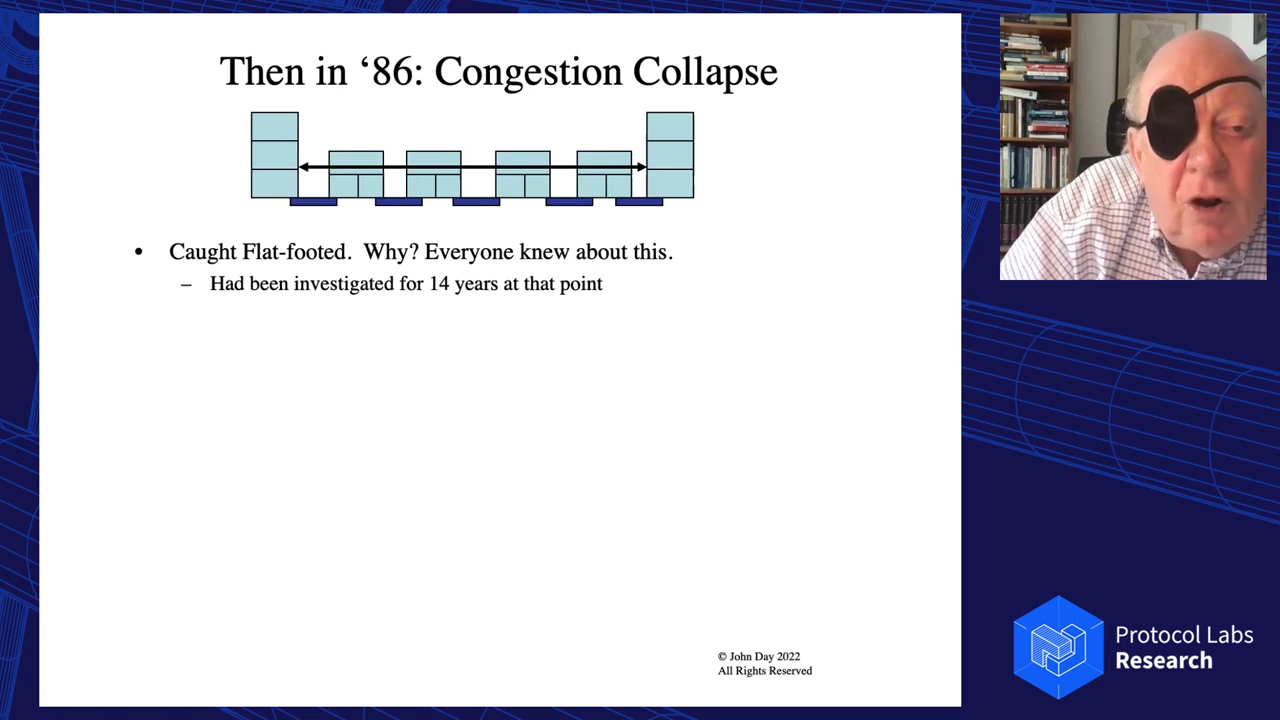 Then in ‘86: Congestion Collapse
• Caught Flat-footed. Why? Everyone knew about this.
– Had been investigated for 14 years at that point
© John Day 2022
All Rights Reserved
Protocol Labs
Research